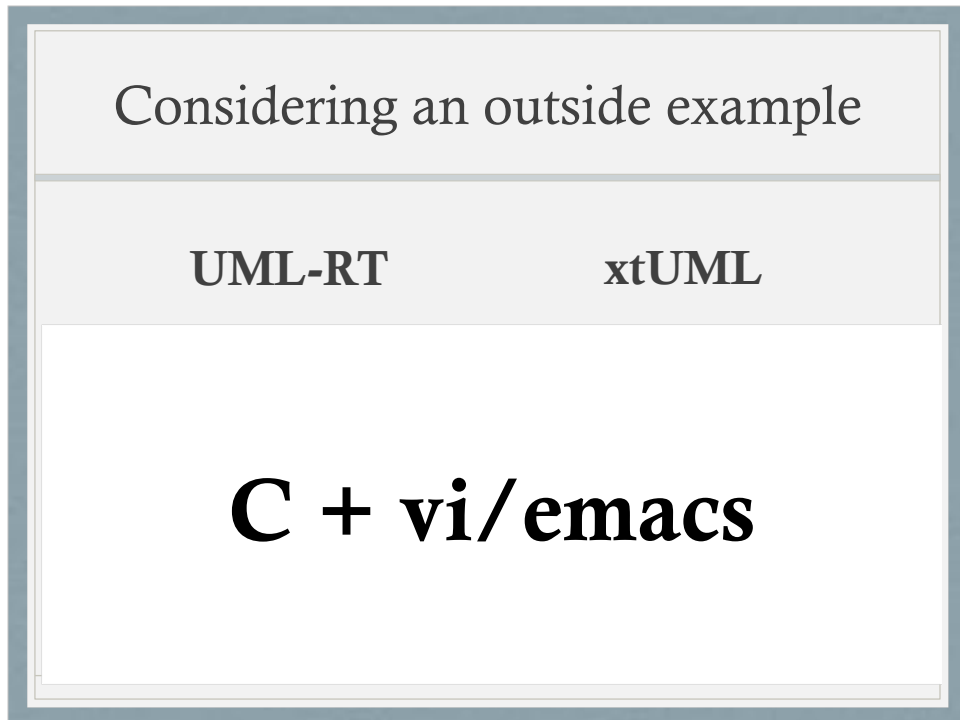 Considering an outside example
UML-RT xtUML
C + vi/emacs